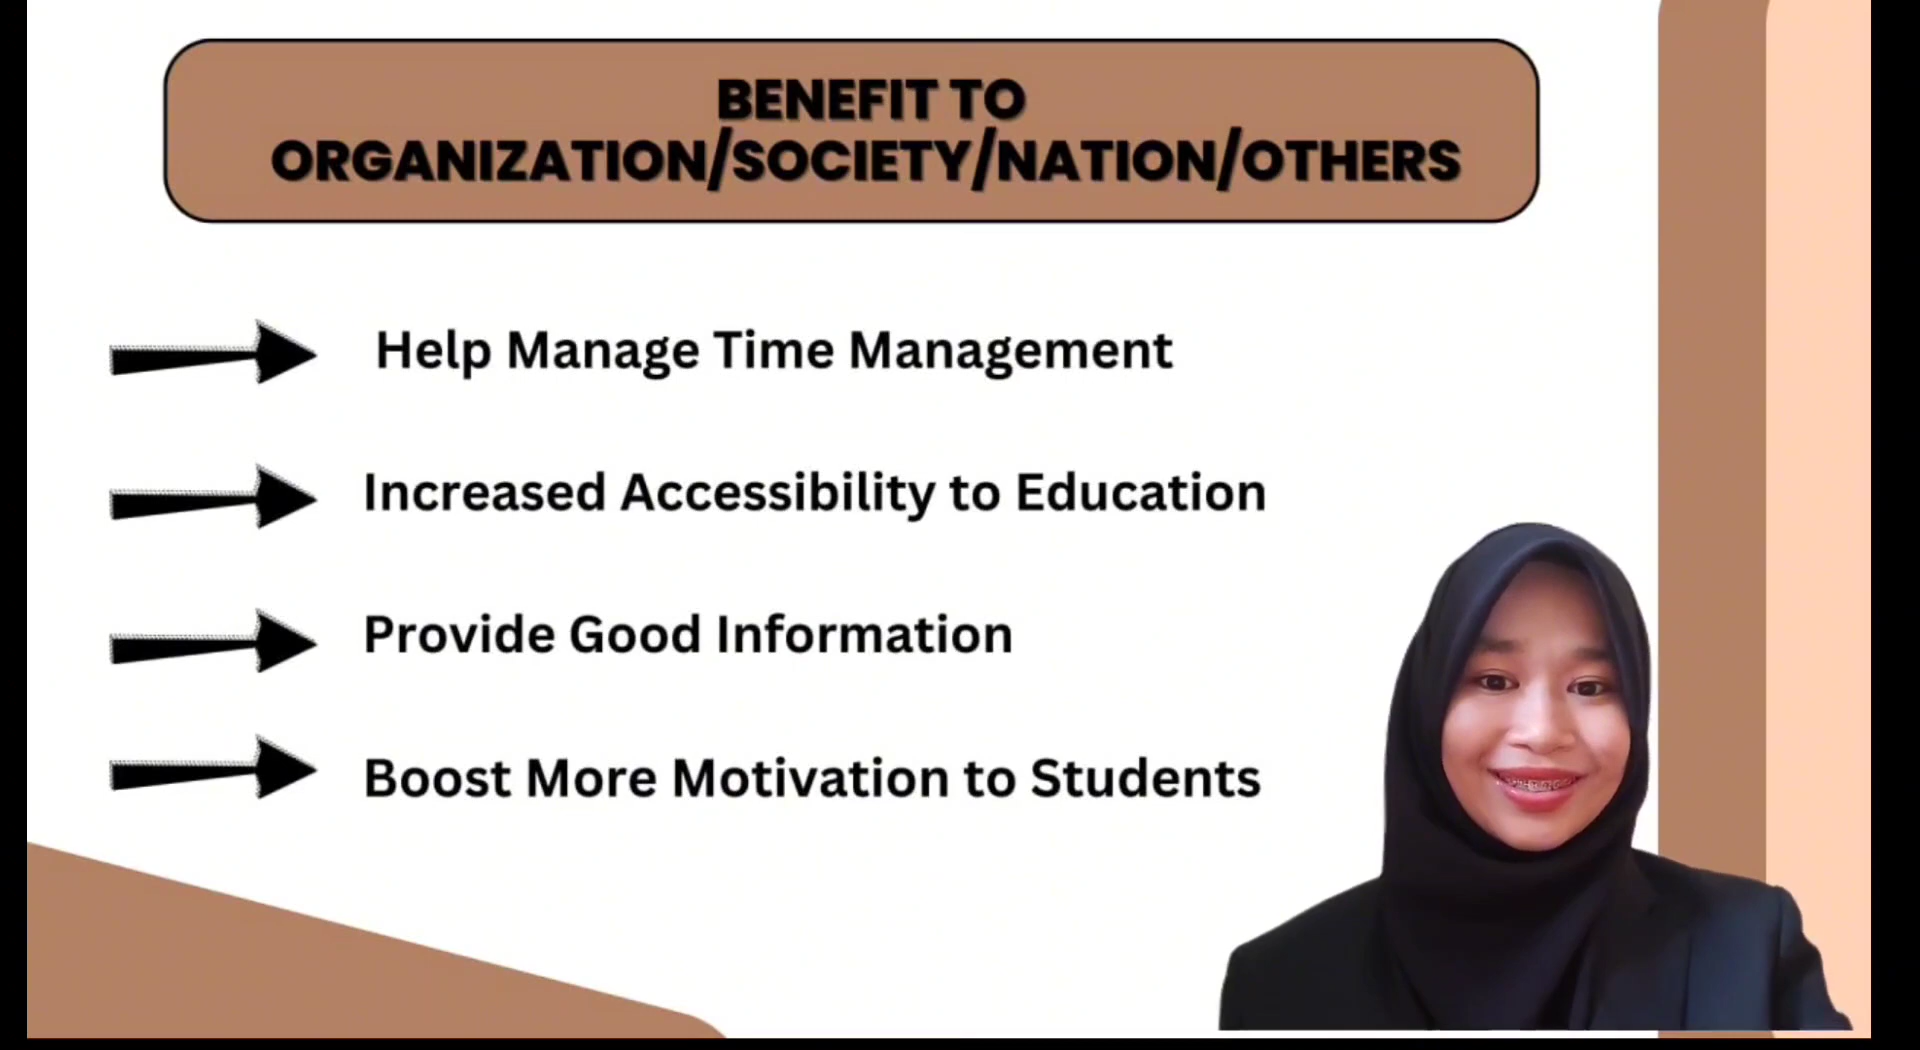 BENEFIT TO
ORGANIZATION/SOCIETY/NATION/OTHERS
Help Manage Time Management
Increased Accessibility to Education
Provide Good Information
Boost More Motivation to Students